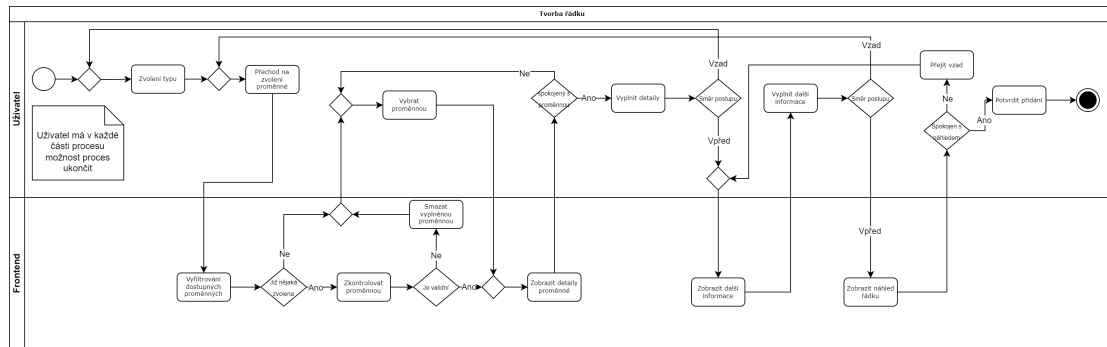 Tvorba řádku
Uživatel
Frontend
Zvolení typu
Přechod na
zvolení
proměnné
Uživatel má v každé
části procesu
možnost proces
ukončit
Vybrat
proměnnou
Ne
Spokojený s
proměnnou
Ano
Vyplnit detaily
Vzad
Směr postupu
Vpřed
Vyplnit další
informace
Vzad
Směr postupu
Vpřed
Přejít vzad
Ne
Spokojen s
náhledem
Ano
Potvrdit přidání
Vyfiltrování
dostupných
proměnných
Ne
Již nějaká
zvolena
Ano
Zkontrolovat
proměnnou
Smazat
vyplněnou
proměnnou
Ne
Je validní
Ano
Zobrazit detaily
proměnné
Zobrazit další
informace
Zobrazit náhled
řádku